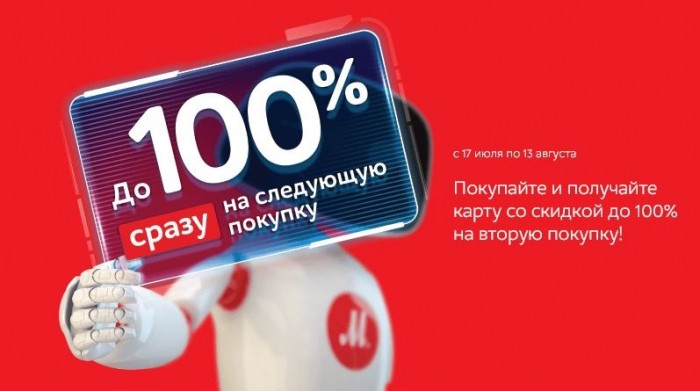 До 100%
сразу на следующую
покупку
с 17 июля по 13 августа
Покупайте и получайте
карту со скидкой до 100%
на вторую покупку!
М.